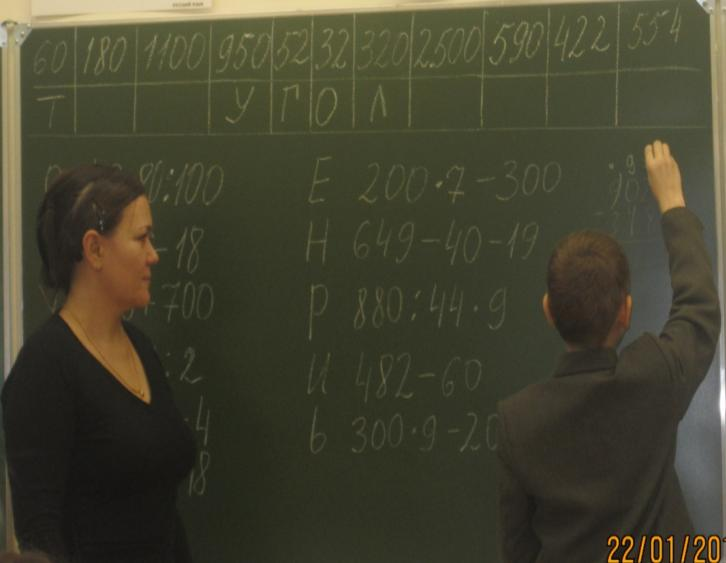 60 180 1100 950 52 32 320 2500 590 422 554
Т У Г О Л
80:100 Е 200·7-300
-18 Н 649-40-19
+700 Р 880:44·9
:2 И 482-60
·4 Ь 300·9-20
18
22/01/20